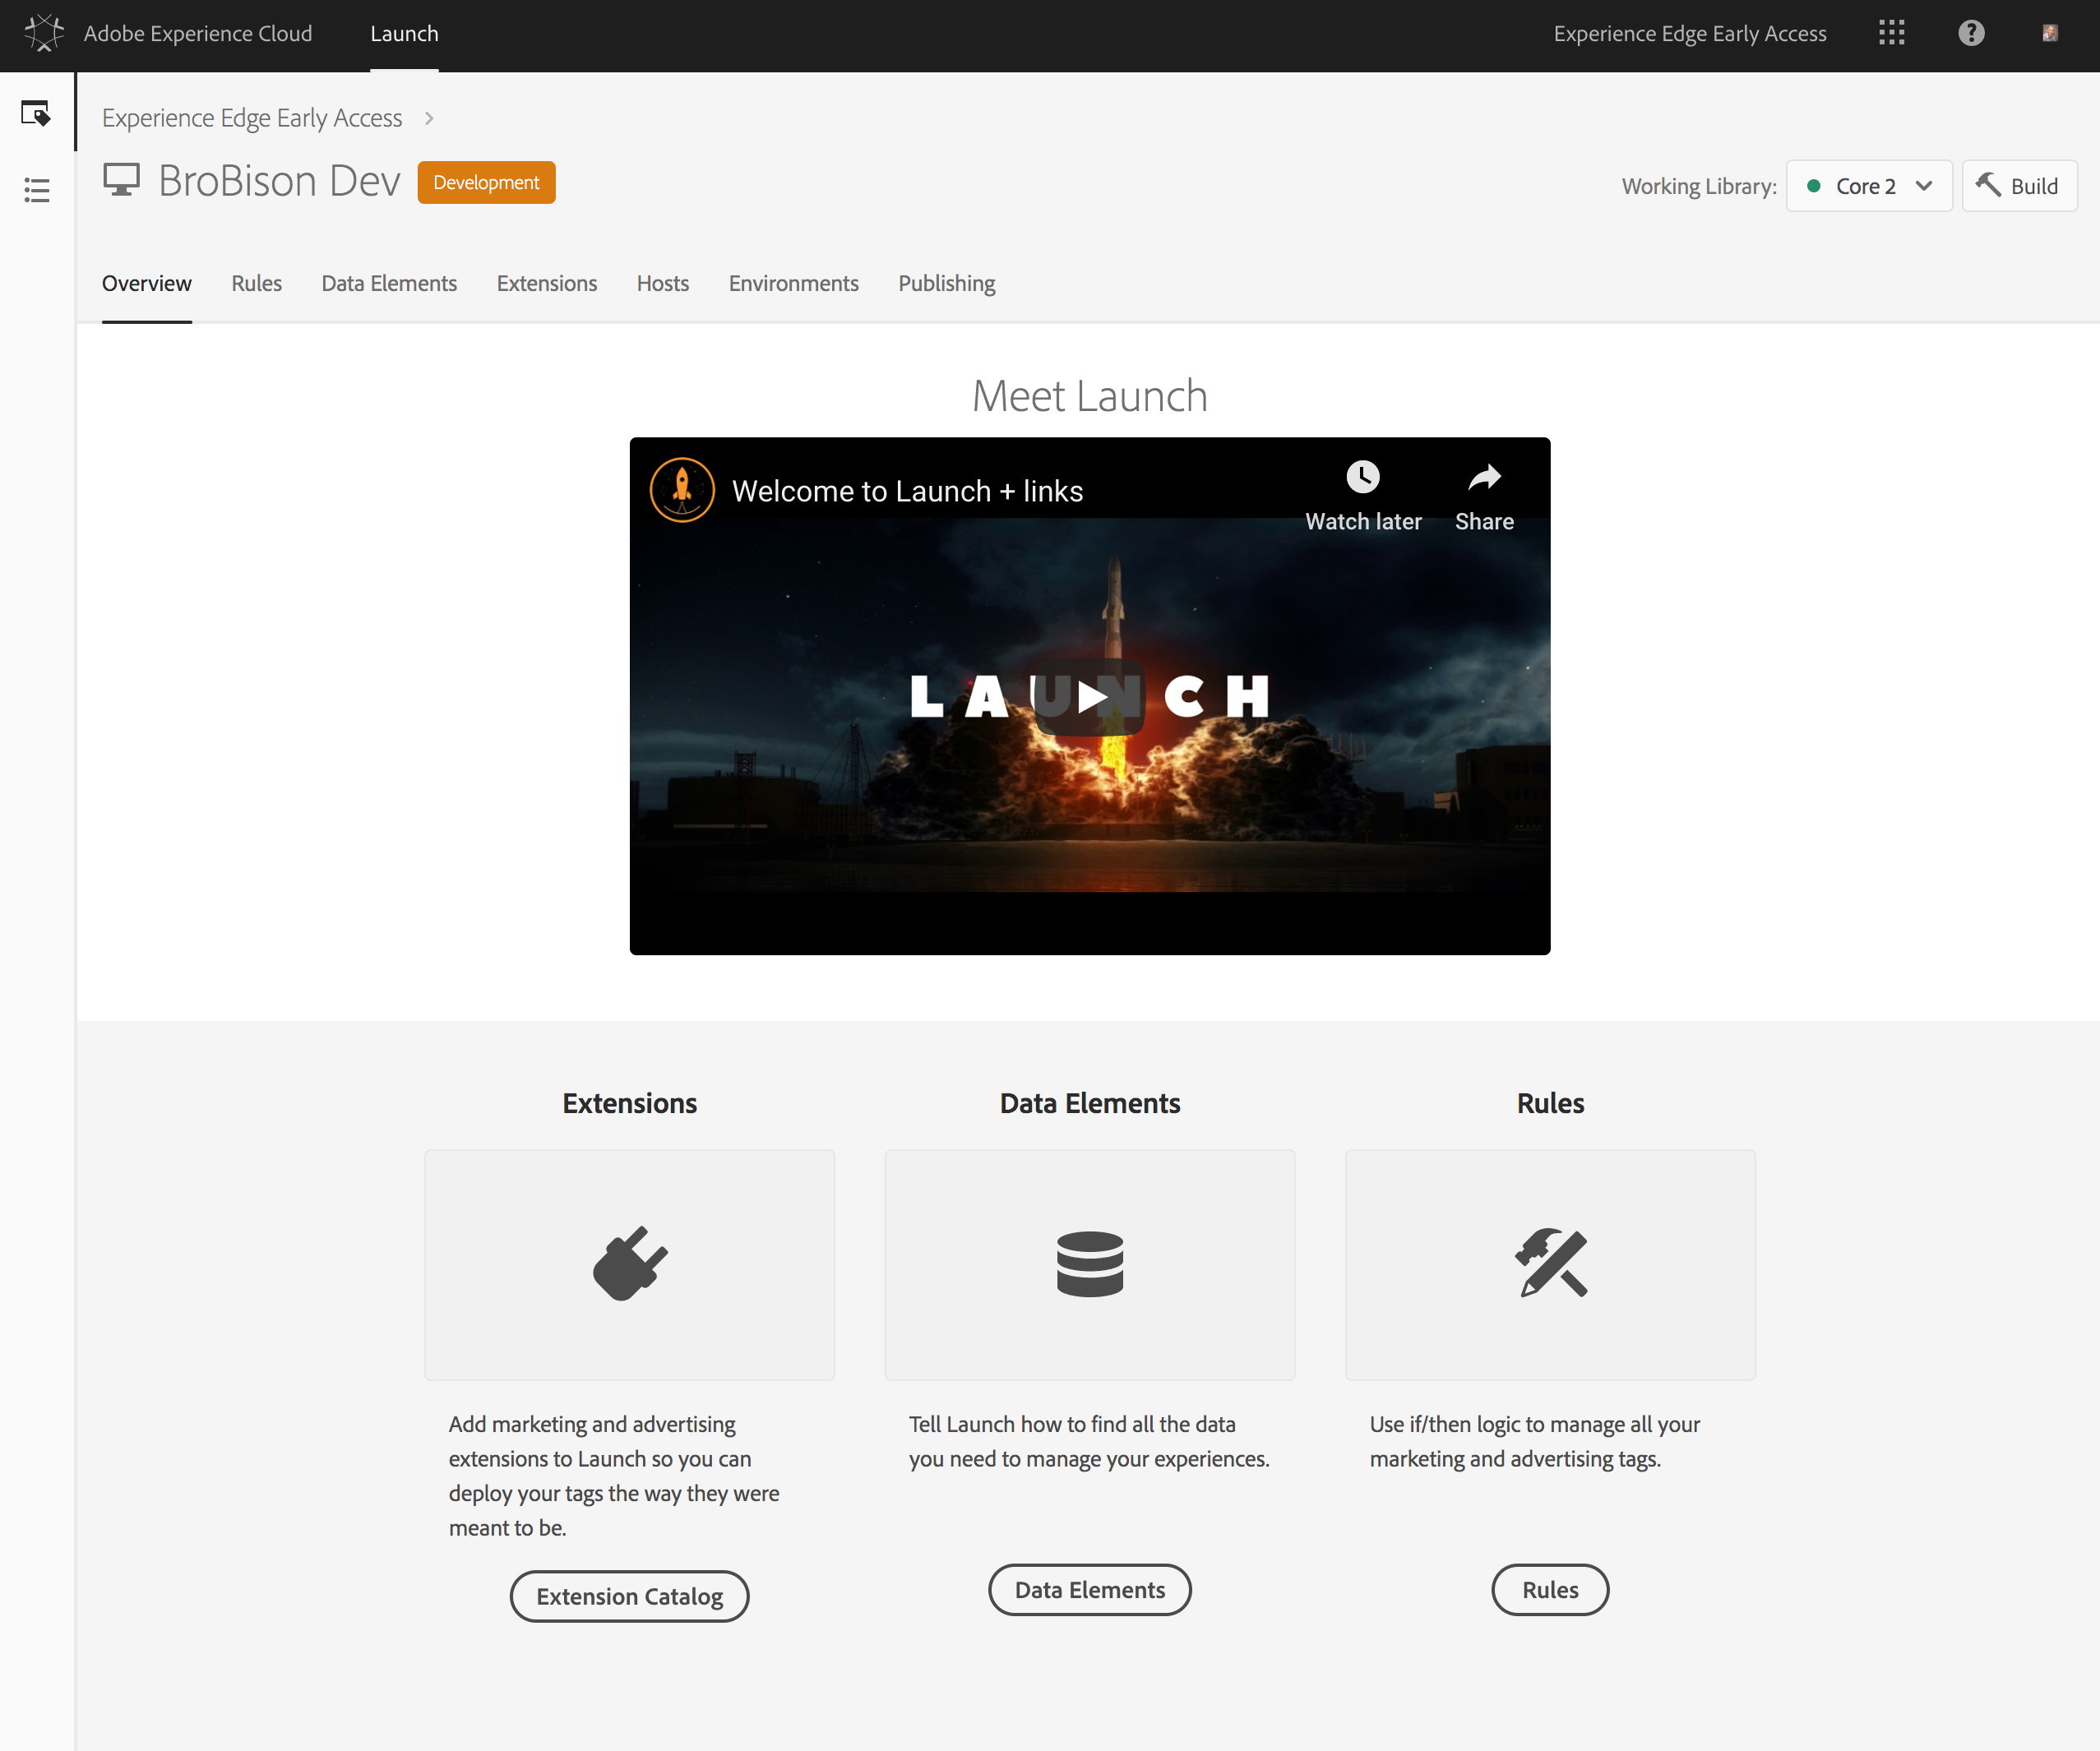 Adobe Experience Cloud
Launch
Experience Edge Early Access
Experience Edge Early Access
BroBison Dev
Development
Working Library:
Core 2
Build
Overview
Rules
Data Elements
Extensions
Hosts
Environments
Publishing
Meet Launch
Welcome to Launch + links
Watch later
Share
LAUNCH
Extensions
Add marketing and advertising
extensions to Launch so you can
deploy your tags the way they were
meant to be.
Extension Catalog
Data Elements
Tell Launch how to find all the data
you need to manage your experiences.
Data Elements
Rules
Use if/then logic to manage all your
marketing and advertising tags.
Rules